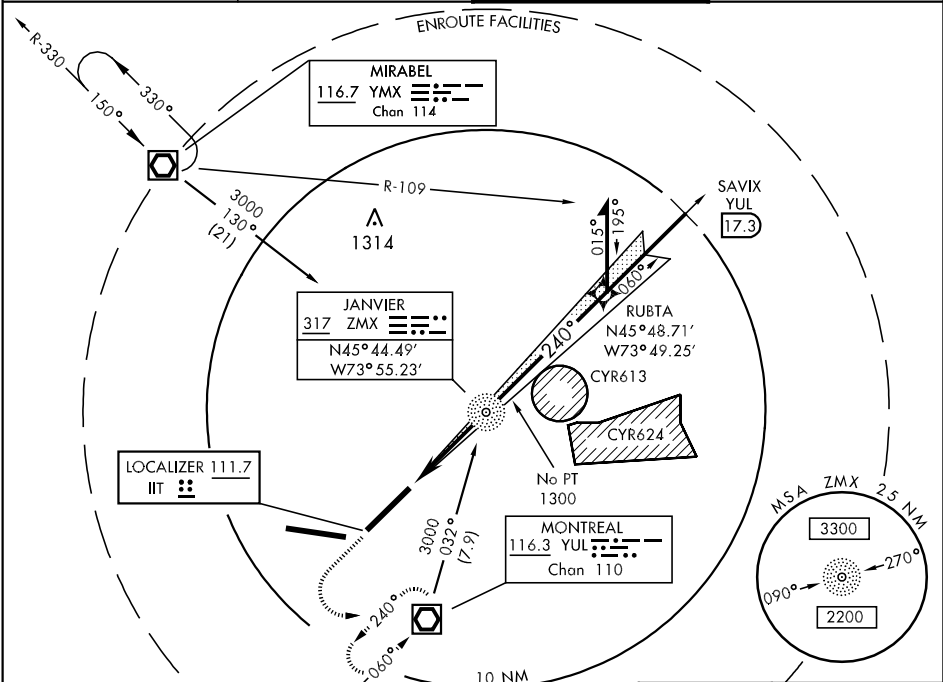 ENROUTE FACILITIES
R-330
150°
330°
MIRABEL
116.7 YMX
Chan 114
R-109
3000
130°
(21)
1314
SAVIX
YUL
17.3
015°
195°
060°
240°
RUBTA
N45°48.71'
W73°49.25'
JANVIER
317 ZMX
N45°44.49'
W73°55.23'
CYR613
CYR624
No PT
1300
LOCALIZER 111.7
IIT
3000
032°
(7.9)
MONTREAL
116.3 YUL
Chan 110
240°
060°
10 NM
MSA ZMX 25 NM
3300
090°
270°
2200